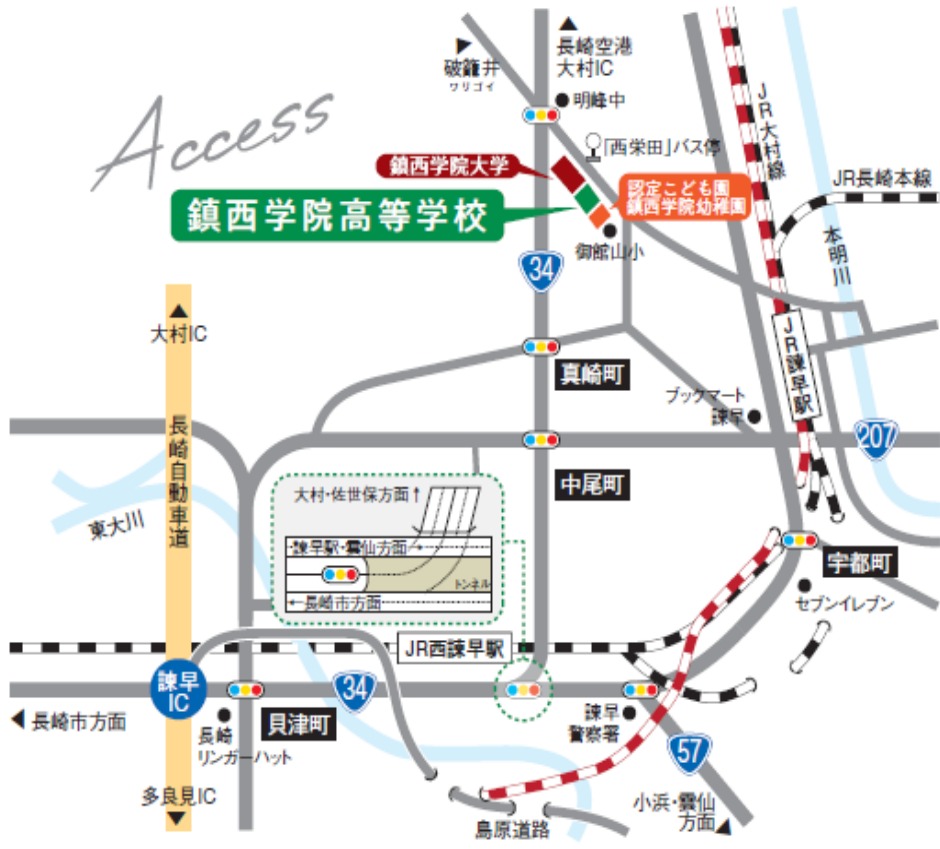 Access
破籠井
ワリゴイ
長崎空港
大村IC
明峰中
「西栄田」バス停
鎮西学院大学
鎮西学院高等学校
認定こども園
鎮西学院幼稚園
御館山小
JR大村線
JR長崎本線
本明川
34
大村IC
真崎町
JR諫早駅
ブックマート
諫早
207
長崎自動車道
中尾町
大村・佐世保方面↑
東大川
諫早駅・雲仙方面→
トンネル
←長崎市方面
宇都町
セブンイレブン
JR西諫早駅
諫早
IC
34
長崎市方面
貝津町
長崎
リンガーハット
諫早
警察署
57
多良見IC
島原道路
小浜・雲仙
方面